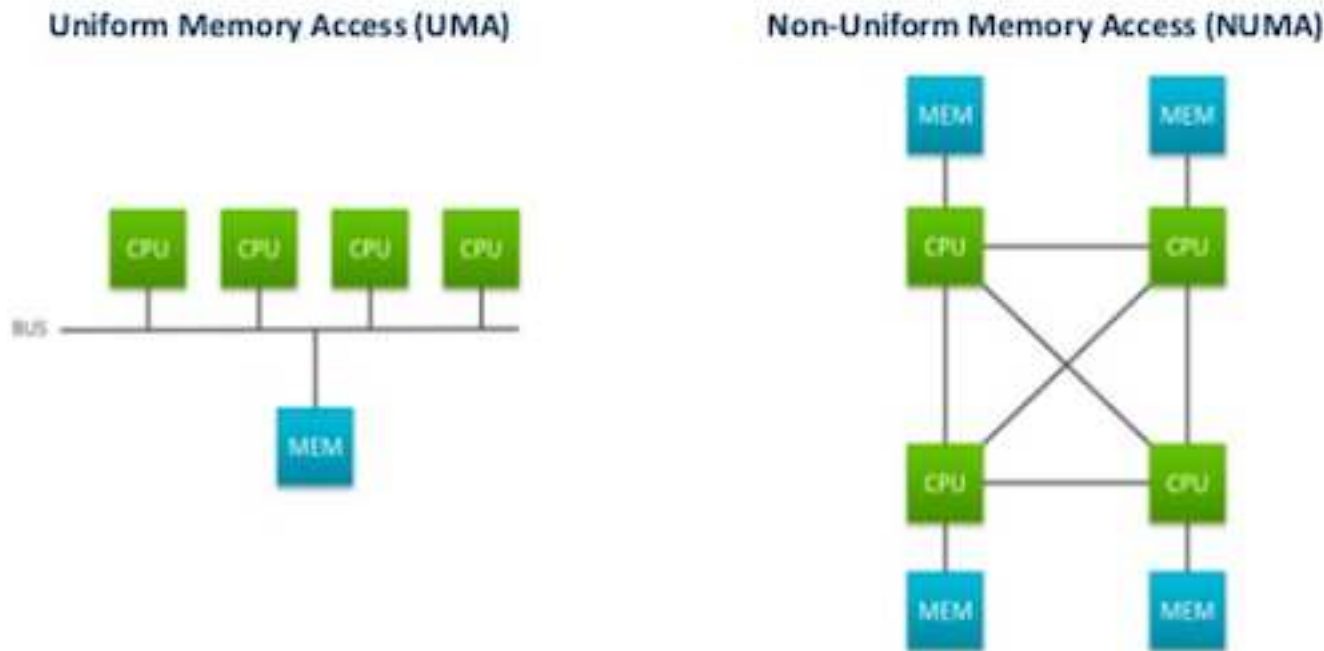 Uniform Memory Access (UMA)
Non-Uniform Memory Access (NUMA)
MEM MEM
CPU CPU CPU CPU
CPU CPU
BUS
MEM
CPU CPU
MEM MEM